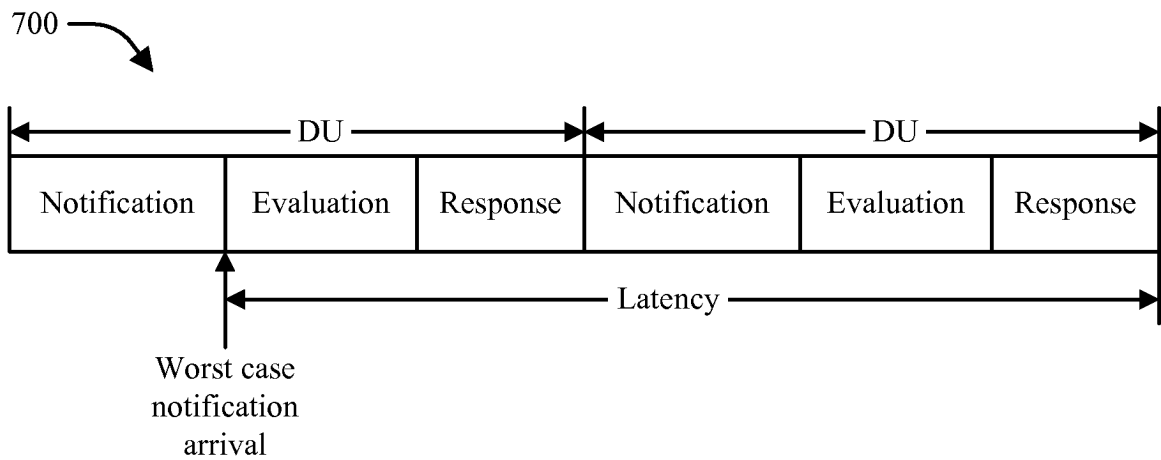 700
DU DU
Notification Evaluation Response Notification Evaluation Response
Latency
Worst case
notification
arrival